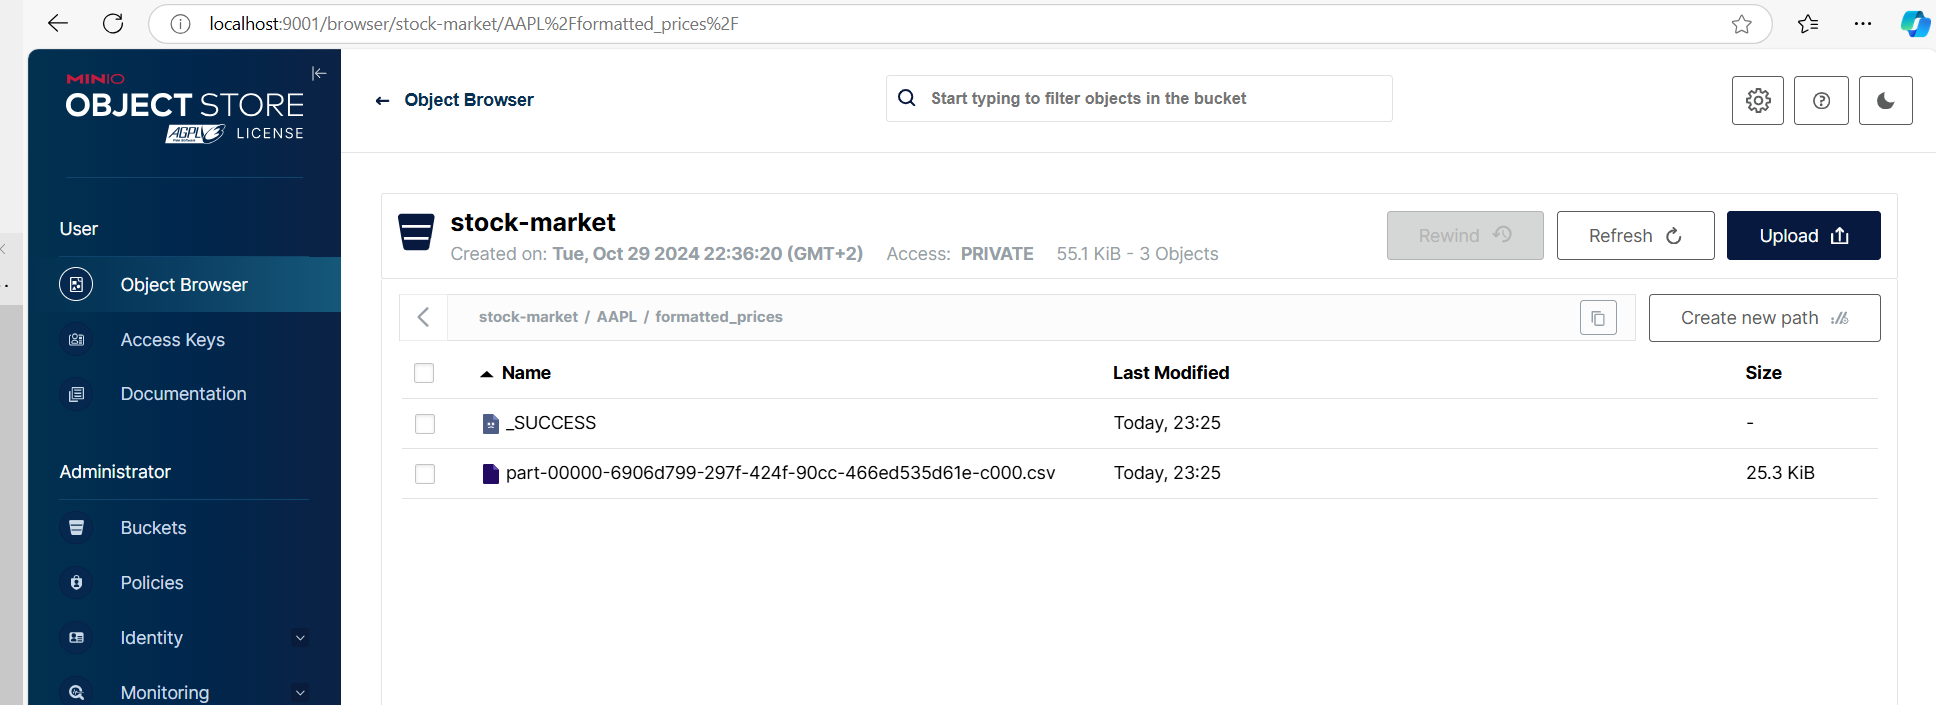 localhost:9001/browser/stock-market/AAPL%2Fformatted_prices%2F
MINIO
OBJECT STORE
AGPL v3 LICENSE
Object Browser
Start typing to filter objects in the bucket
User
Object Browser
Access Keys
Documentation
Administrator
Buckets
Policies
Identity
Monitoring
stock-market
Created on: Tue, Oct 29 2024 22:36:20 (GMT+2) Access: PRIVATE 55.1 KiB - 3 Objects
Rewind
Refresh
Upload
stock-market / AAPL / formatted_prices
Create new path
Name Last Modified Size
_SUCCESS Today, 23:25 -
part-00000-6906d799-297f-424f-90cc-466ed535d61e-c000.csv Today, 23:25 25.3 KiB